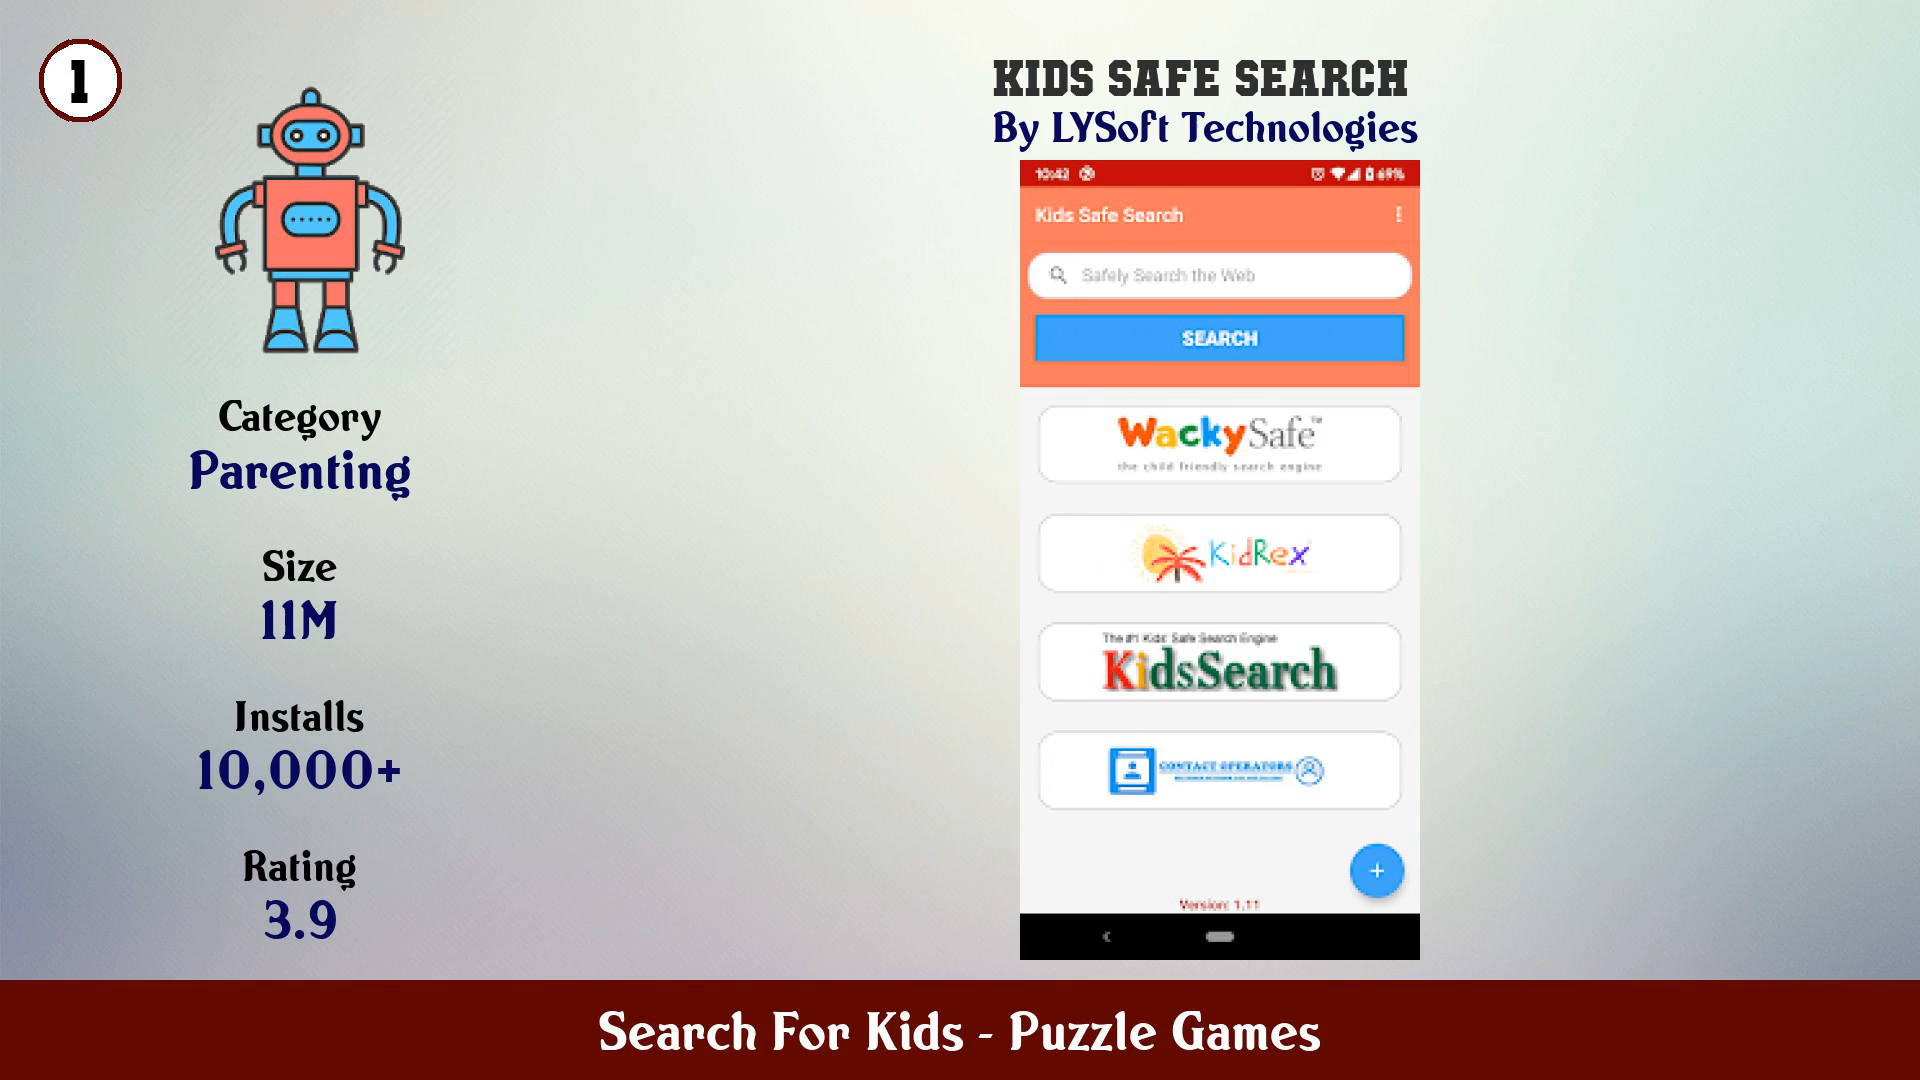 1
KIDS SAFE SEARCH
By LYSoft Technologies
Category
Parenting
Size
11M
Installs
10,000+
Rating
3.9
10:42
69%
Kids Safe Search
Safely Search the Web
SEARCH
WackySafe™
the child friendly search engine
KidRex
The #1 Kids' Safe Search Engine
KidsSearch
CONTACT OPERATORS
+
Version: 1.11
Search For Kids - Puzzle Games